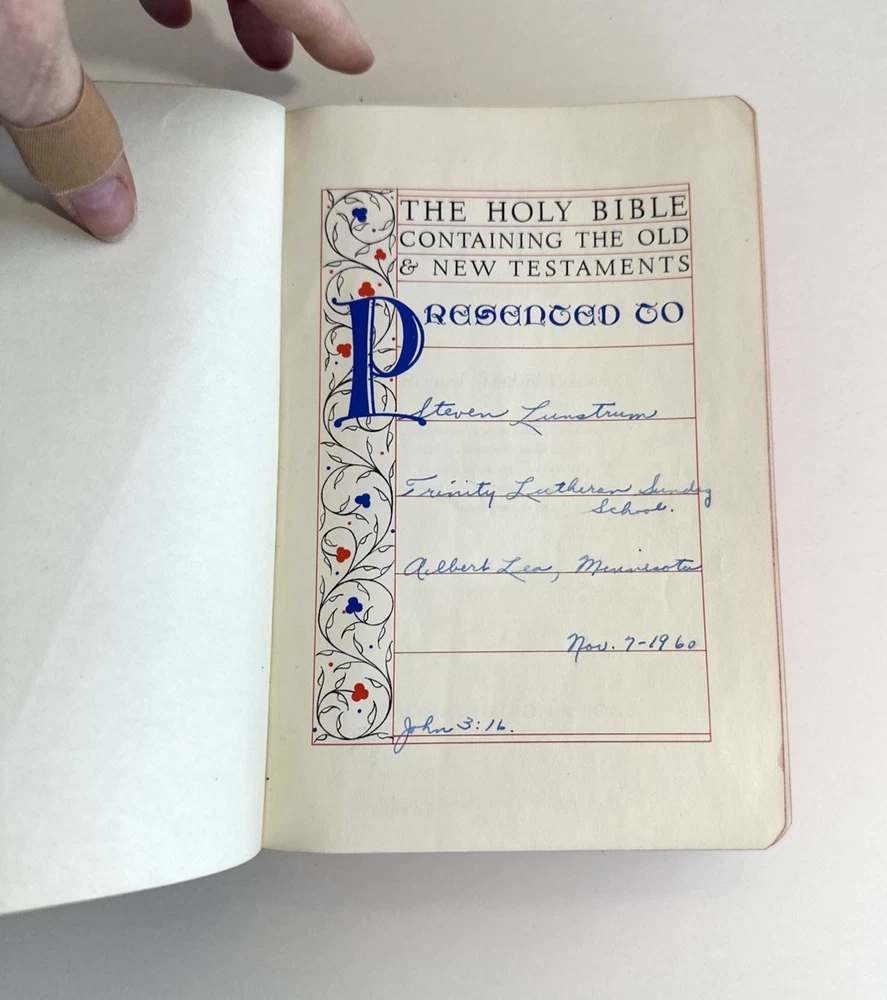 THE HOLY BIBLE
CONTAINING THE OLD
& NEW TESTAMENTS
PRESENTED TO
Steven Lunstrum
Trinity Lutheran Sunday
School.
Albert Lea, Minnesota
Nov. 7-1960
John 3:16.